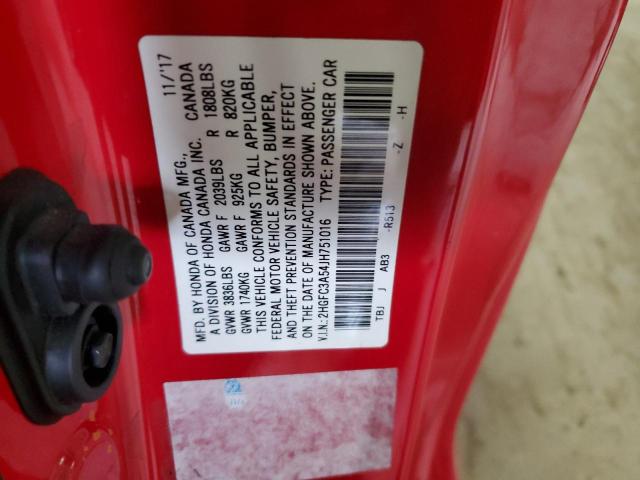 MFD. BY HONDA OF CANADA MFG. 11/'17
A DIVISION OF HONDA CANADA INC. CANADA
GVWR 3836LBS GAWR F 2039LBS R 1808LBS
GVWR 1740KG GAWR F 925KG R 820KG
THIS VEHICLE CONFORMS TO ALL APPLICABLE
FEDERAL MOTOR VEHICLE SAFETY, BUMPER,
AND THEFT PREVENTION STANDARDS IN EFFECT
ON THE DATE OF MANUFACTURE SHOWN ABOVE.
V.I.N.: 2HGFC3A54JH751016 TYPE: PASSENGER CAR
TBJ J AB3 -R513 -Z -H